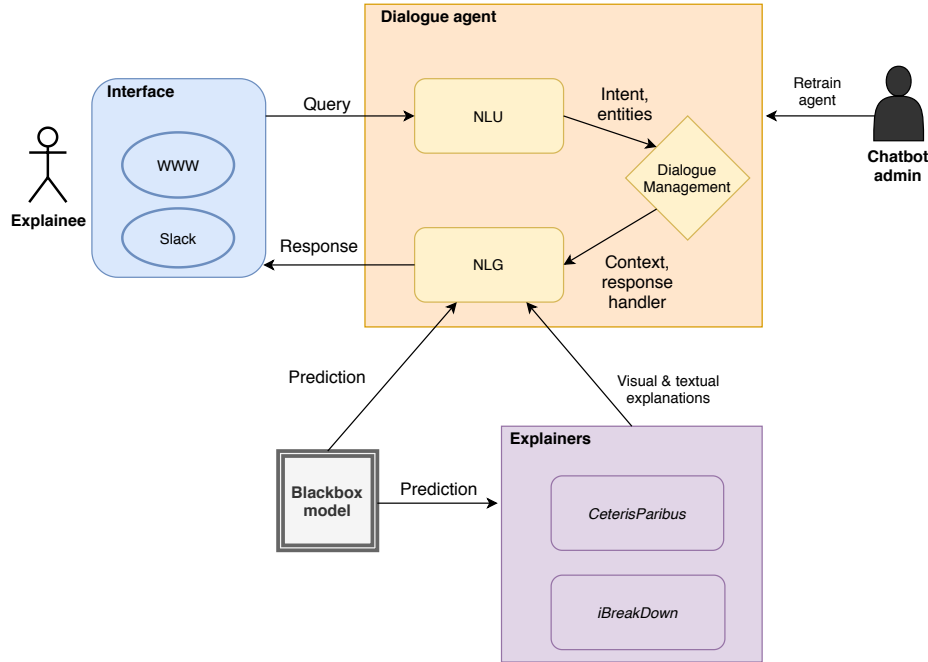 Dialogue agent
Interface
WWW
Slack
Explainee
Query
Response
NLU
Intent,
entities
Dialogue
Management
NLG
Context,
response
handler
Retrain
agent
Chatbot
admin
Prediction
Visual & textual
explanations
Blackbox
model
Prediction
Explainers
CeterisParibus
iBreakDown